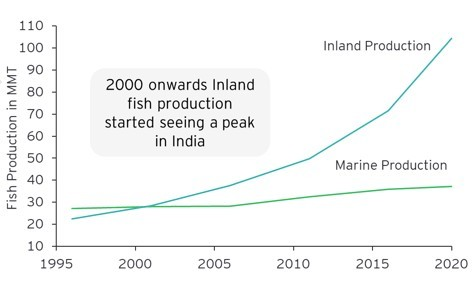 Fish Production in MMT
110
100
90
80
70
60
50
40
30
20
10
2000 onwards Inland
fish production
started seeing a peak
in India
Inland Production
Marine Production
1995
2000
2005
2010
2015
2020